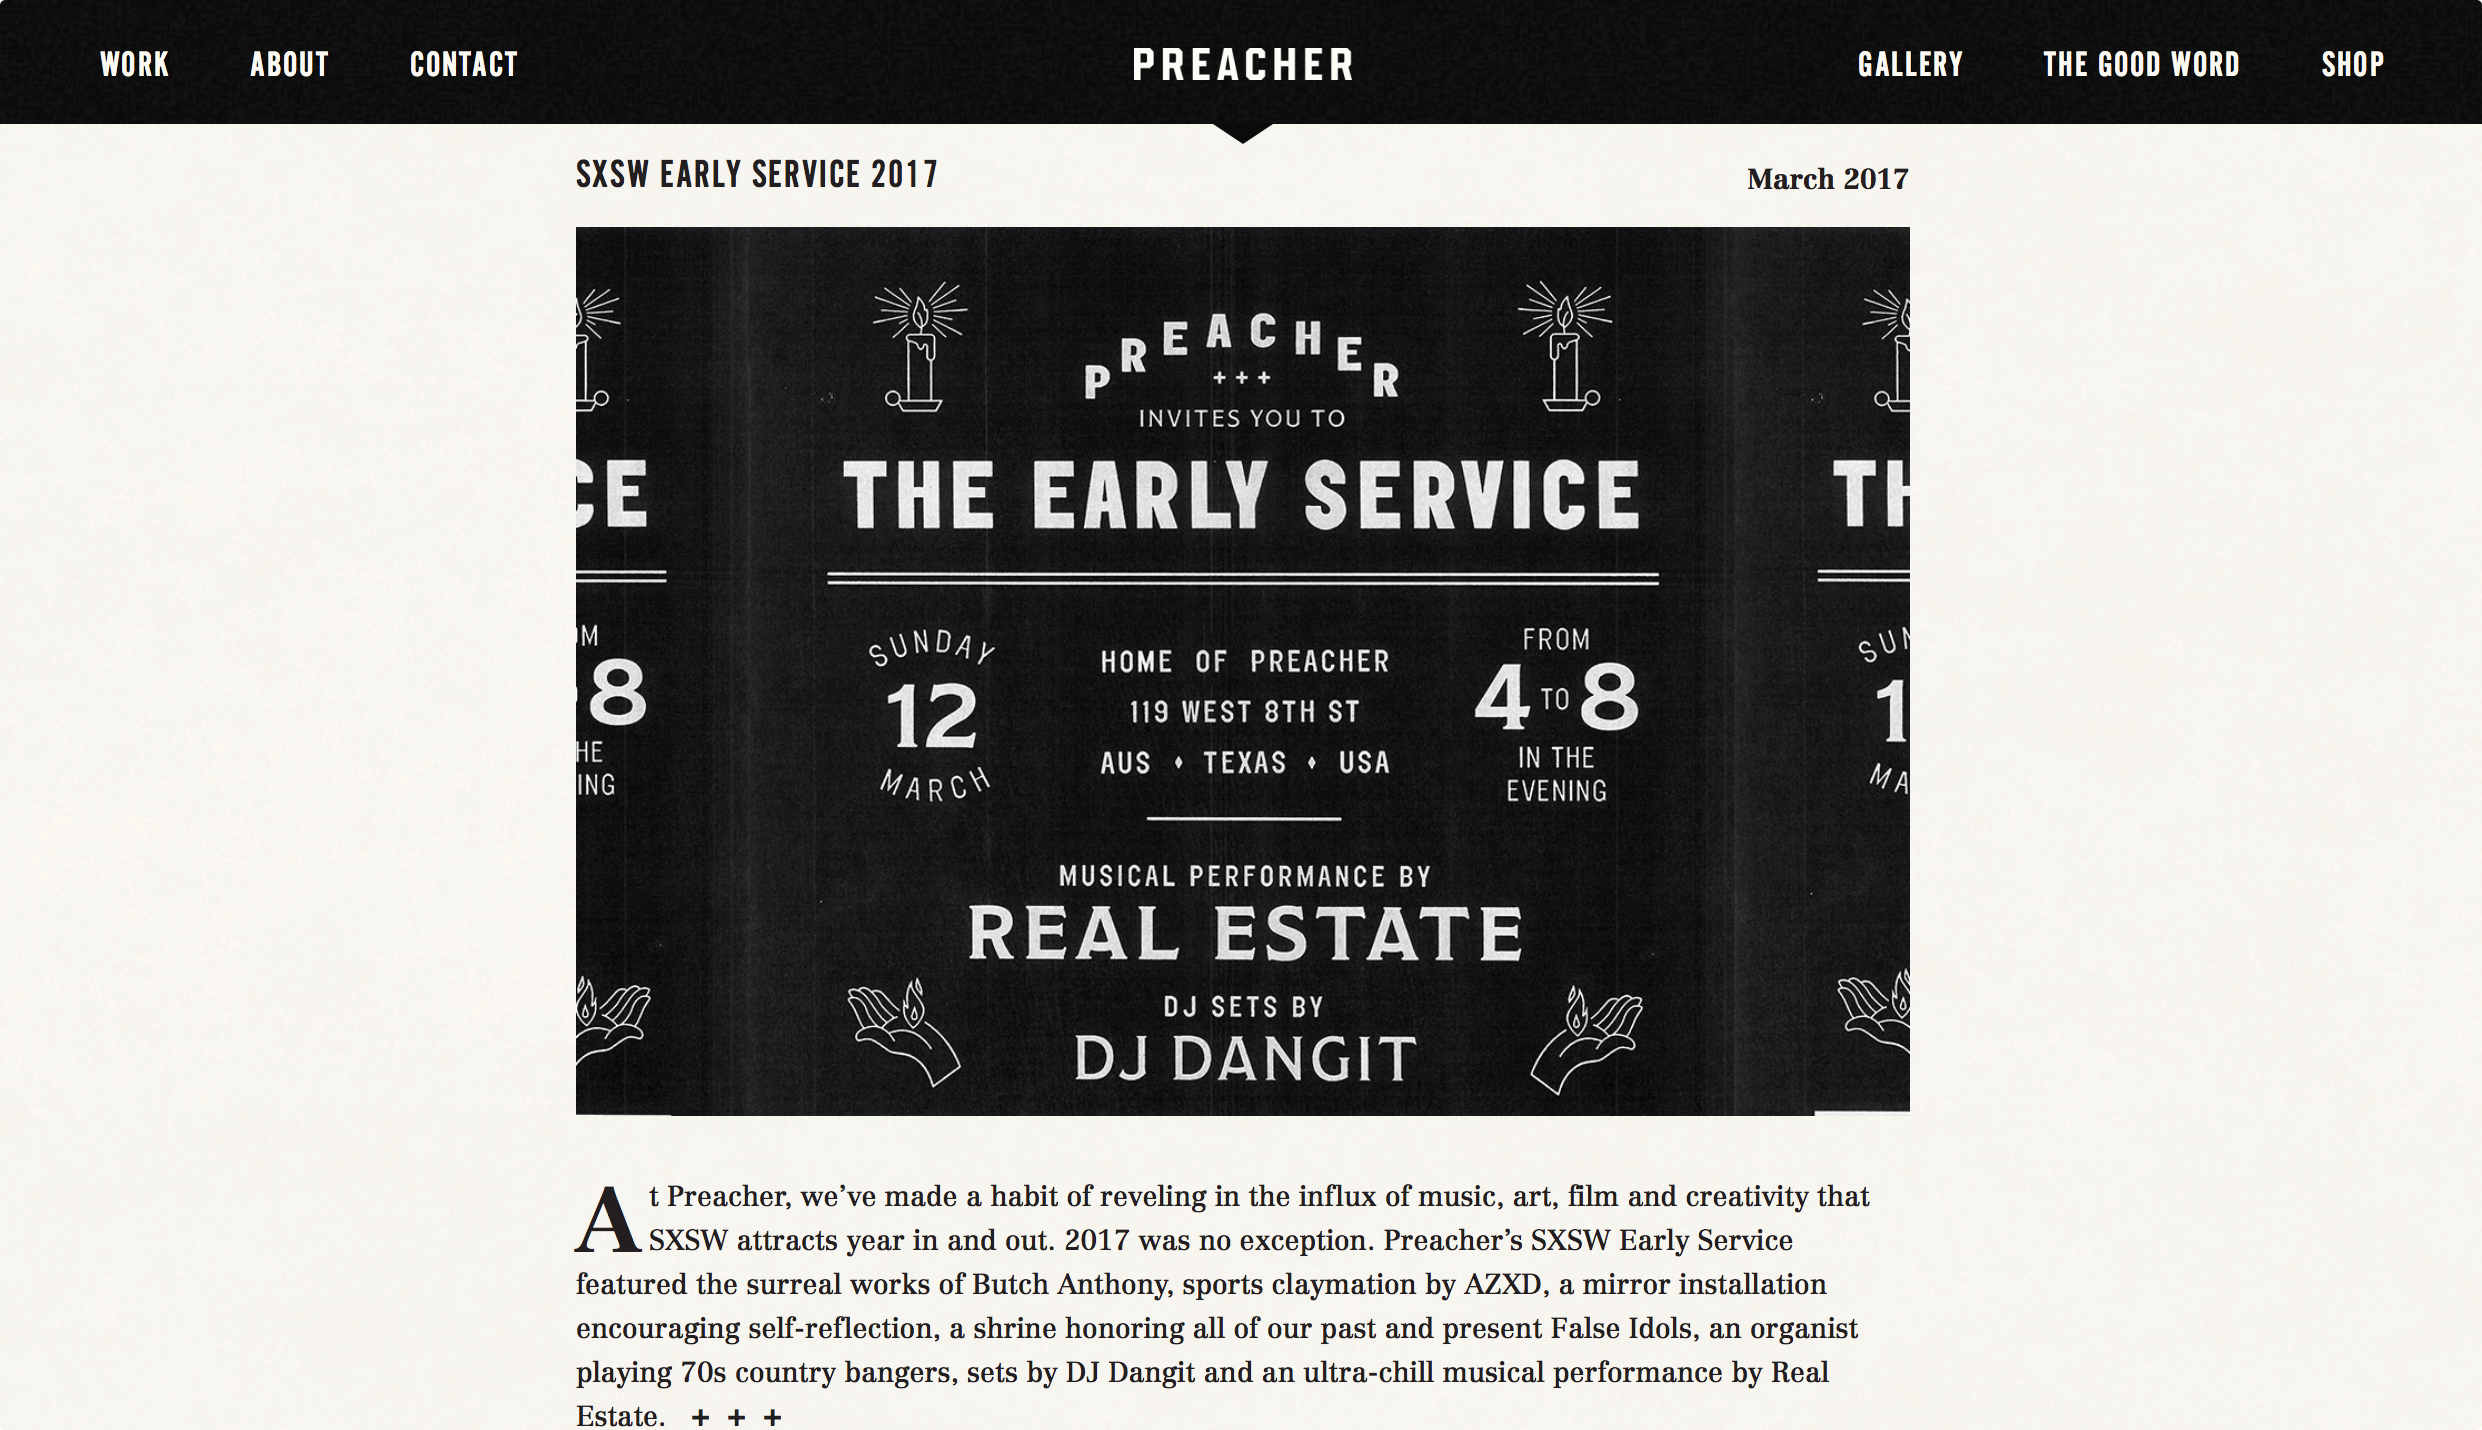 WORK ABOUT CONTACT PREACHER GALLERY THE GOOD WORD SHOP
SXSW EARLY SERVICE 2017 March 2017
PREACHER
+++
INVITES YOU TO
CE THE EARLY SERVICE TH
SUNDAY
12
MARCH
HOME OF PREACHER
119 WEST 8TH ST
AUS ♦ TEXAS ♦ USA
FROM
4 TO 8
IN THE
EVENING
OM
8
HE
ING
SUN
1
MA
MUSICAL PERFORMANCE BY
REAL ESTATE
DJ SETS BY
DJ DANGIT
At Preacher, we’ve made a habit of reveling in the influx of music, art, film and creativity that
SXSW attracts year in and out. 2017 was no exception. Preacher’s SXSW Early Service
featured the surreal works of Butch Anthony, sports claymation by AZXD, a mirror installation
encouraging self-reflection, a shrine honoring all of our past and present False Idols, an organist
playing 70s country bangers, sets by DJ Dangit and an ultra-chill musical performance by Real
Estate. + + +